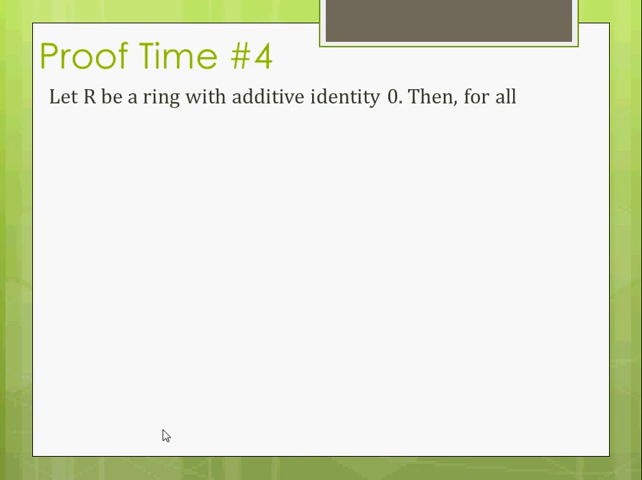 Proof Time #4
Let R be a ring with additive identity 0. Then, for all